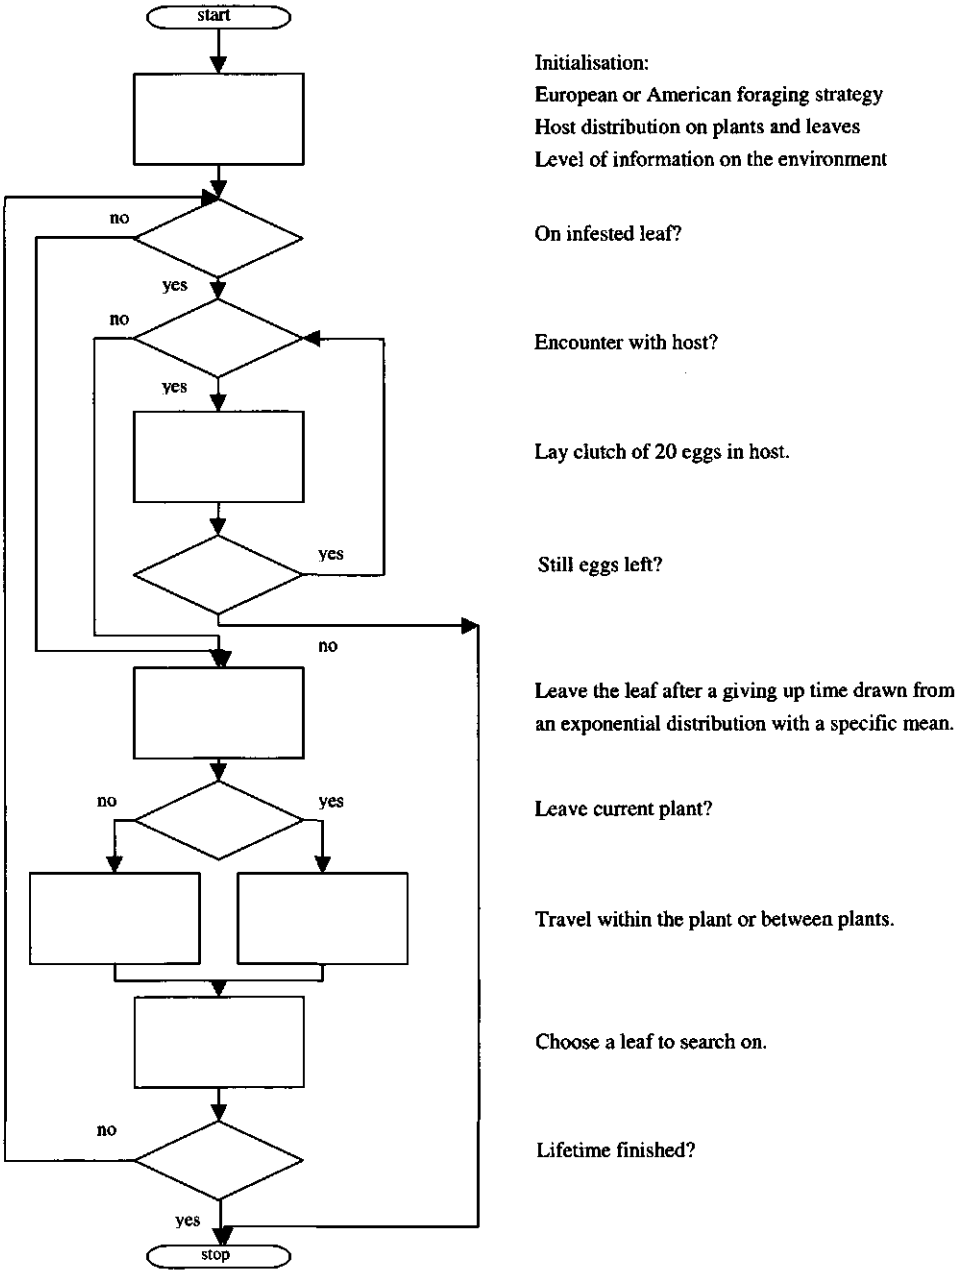 start
Initialisation:
European or American foraging strategy
Host distribution on plants and leaves
Level of information on the environment
no
On infested leaf?
yes
no
Encounter with host?
yes
Lay clutch of 20 eggs in host.
yes
Still eggs left?
no
Leave the leaf after a giving up time drawn from
an exponential distribution with a specific mean.
no
yes
Leave current plant?
Travel within the plant or between plants.
Choose a leaf to search on.
no
Lifetime finished?
yes
stop